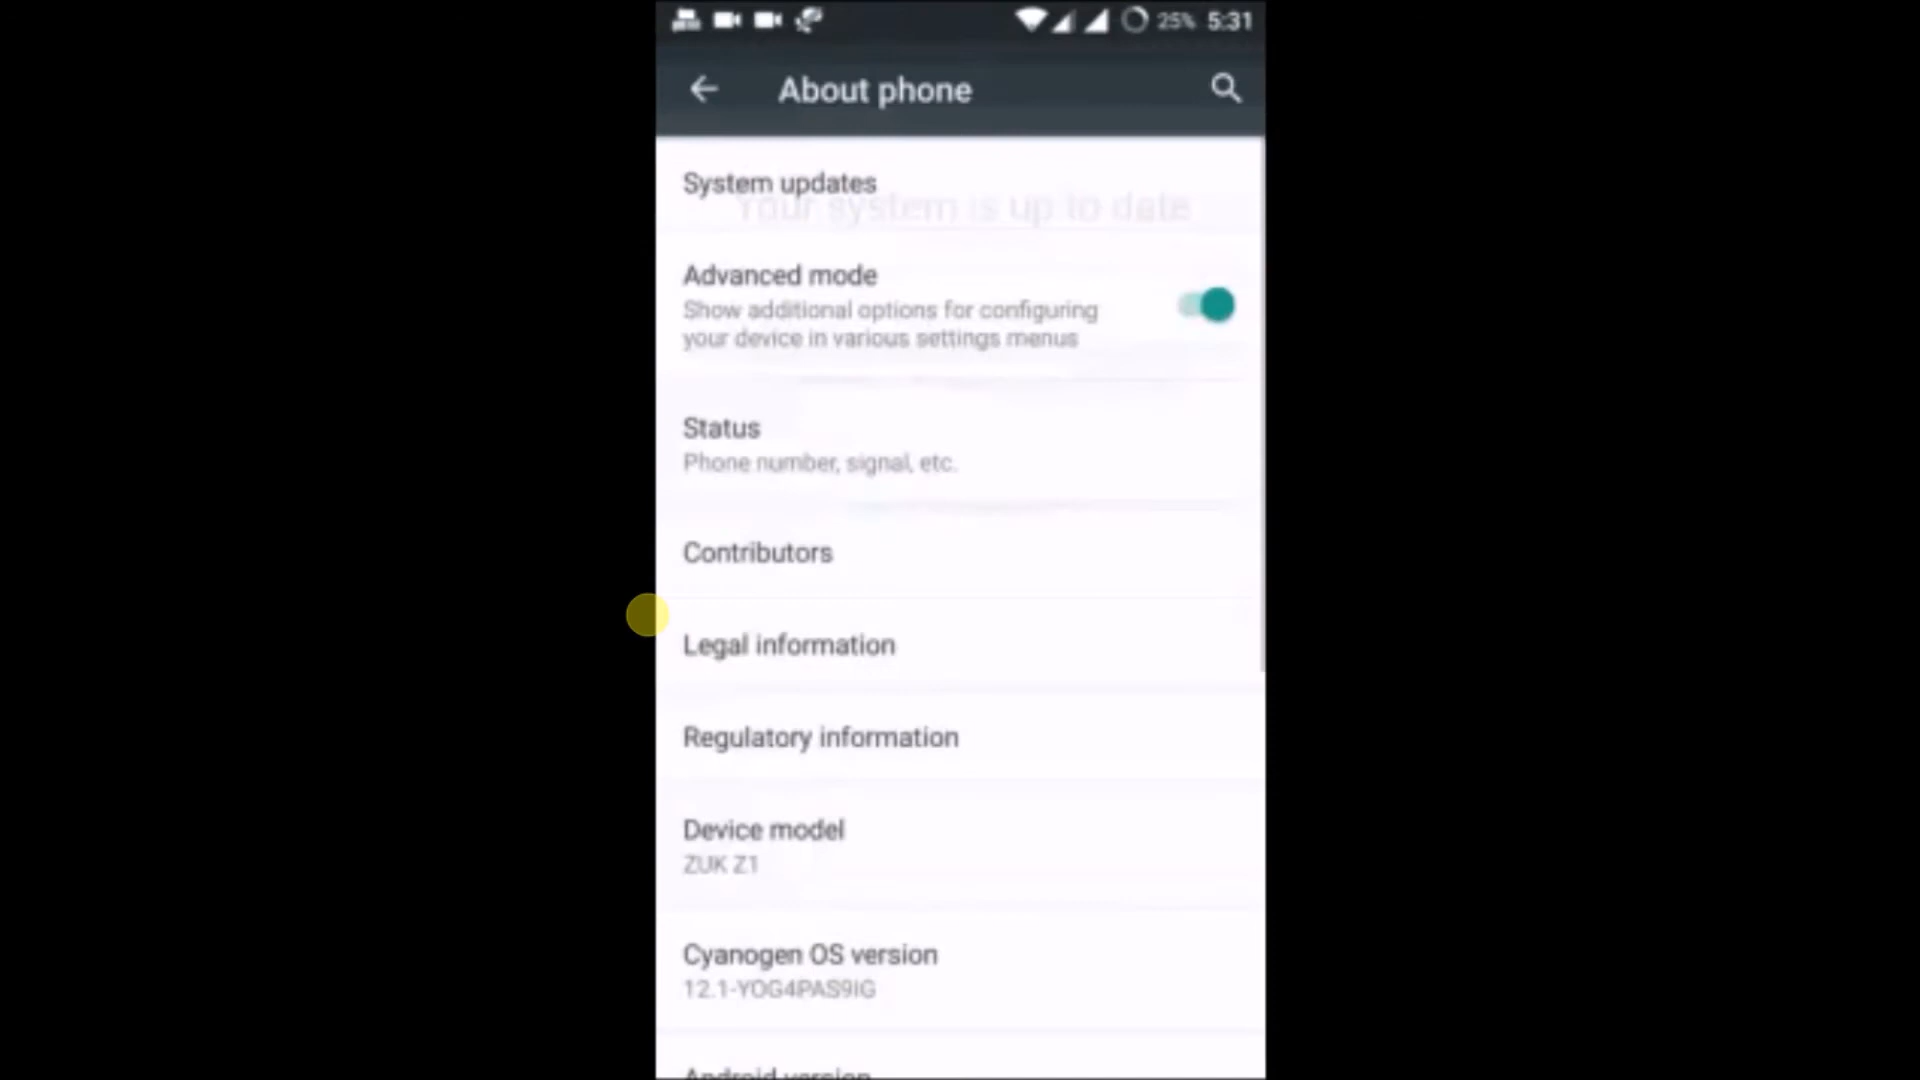 25% 5:31
About phone
System updates
Your system is up to date
Advanced mode
Show additional options for configuring
your device in various settings menus
Status
Phone number, signal, etc.
Contributors
Legal information
Regulatory information
Device model
ZUK Z1
Cyanogen OS version
12.1-YOG4PAS9IG
Android version